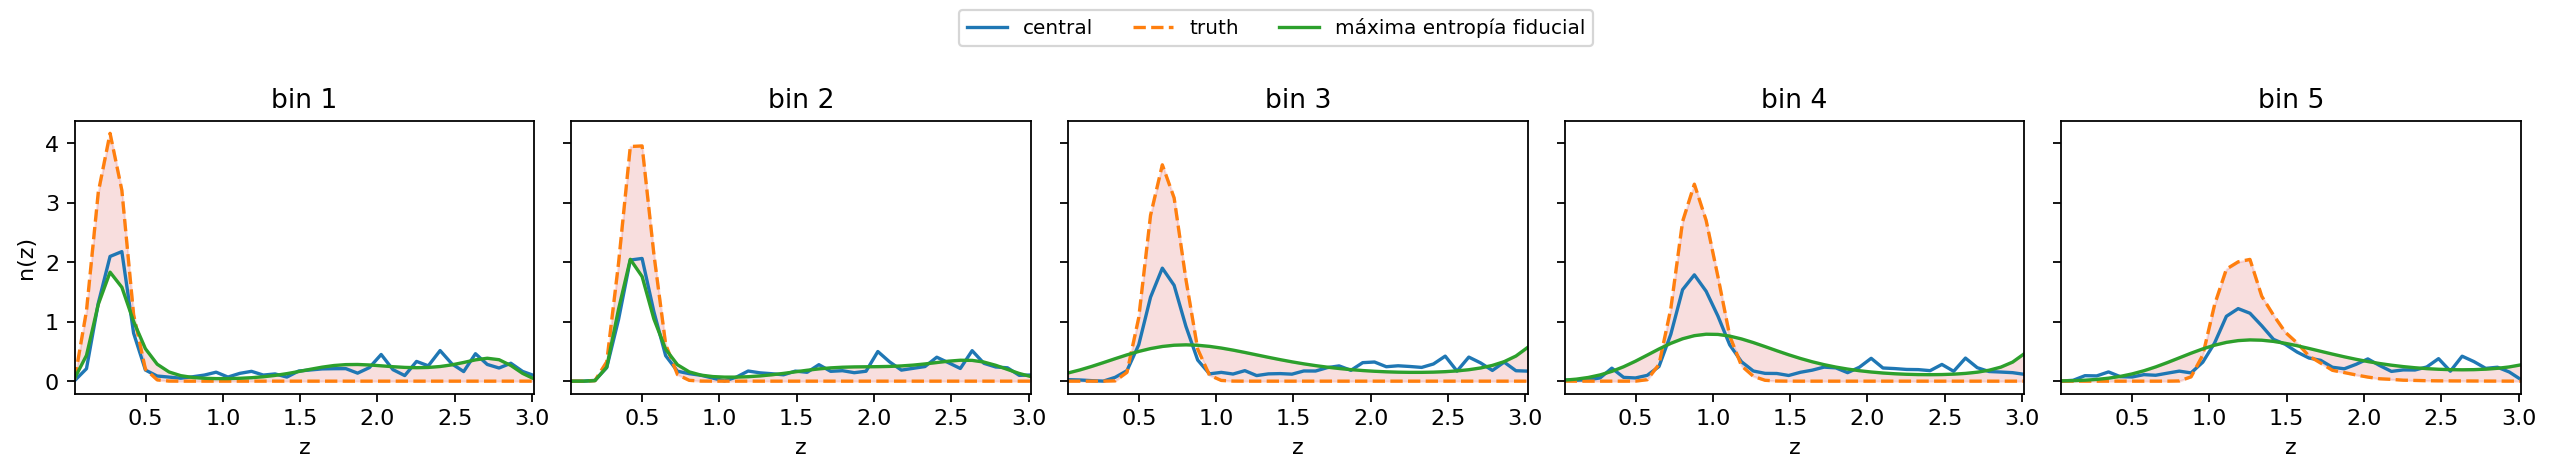 central truth máxima entropía fiducial
bin 1 bin 2 bin 3 bin 4 bin 5
n(z)
4
3
2
1
0
0.5 1.0 1.5 2.0 2.5 3.0 0.5 1.0 1.5 2.0 2.5 3.0 0.5 1.0 1.5 2.0 2.5 3.0 0.5 1.0 1.5 2.0 2.5 3.0 0.5 1.0 1.5 2.0 2.5 3.0
z z z z z